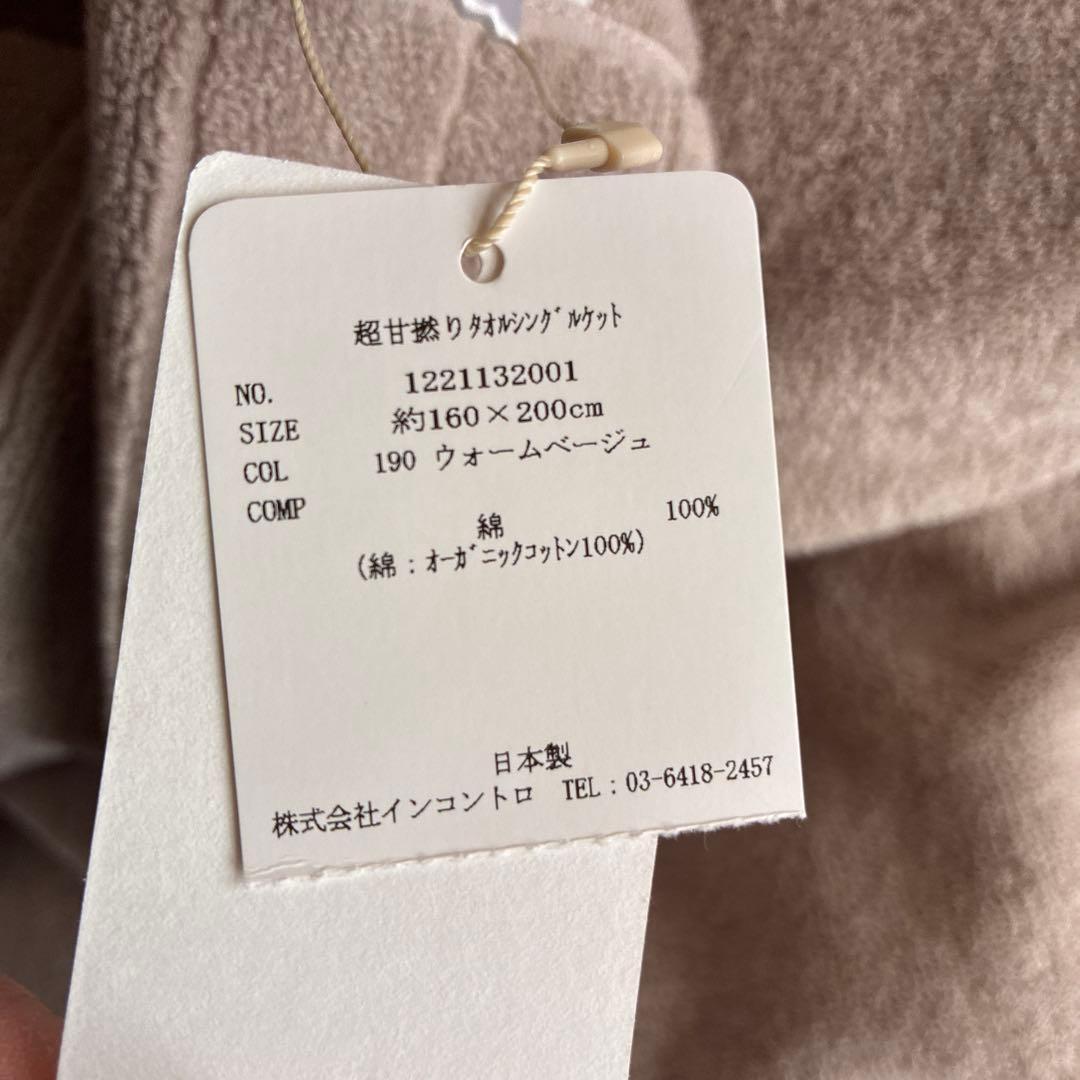 超甘撚りﾀｵﾙｼﾝｸﾞﾙｹｯﾄ
NO. 1221132001
SIZE 約160×200cm
COL 190 ウォームベージュ
COMP 綿 100%
(綿：ｵｰｶﾞﾆｯｸｺｯﾄﾝ100%)
日本製
株式会社インコントロ TEL：03-6418-2457